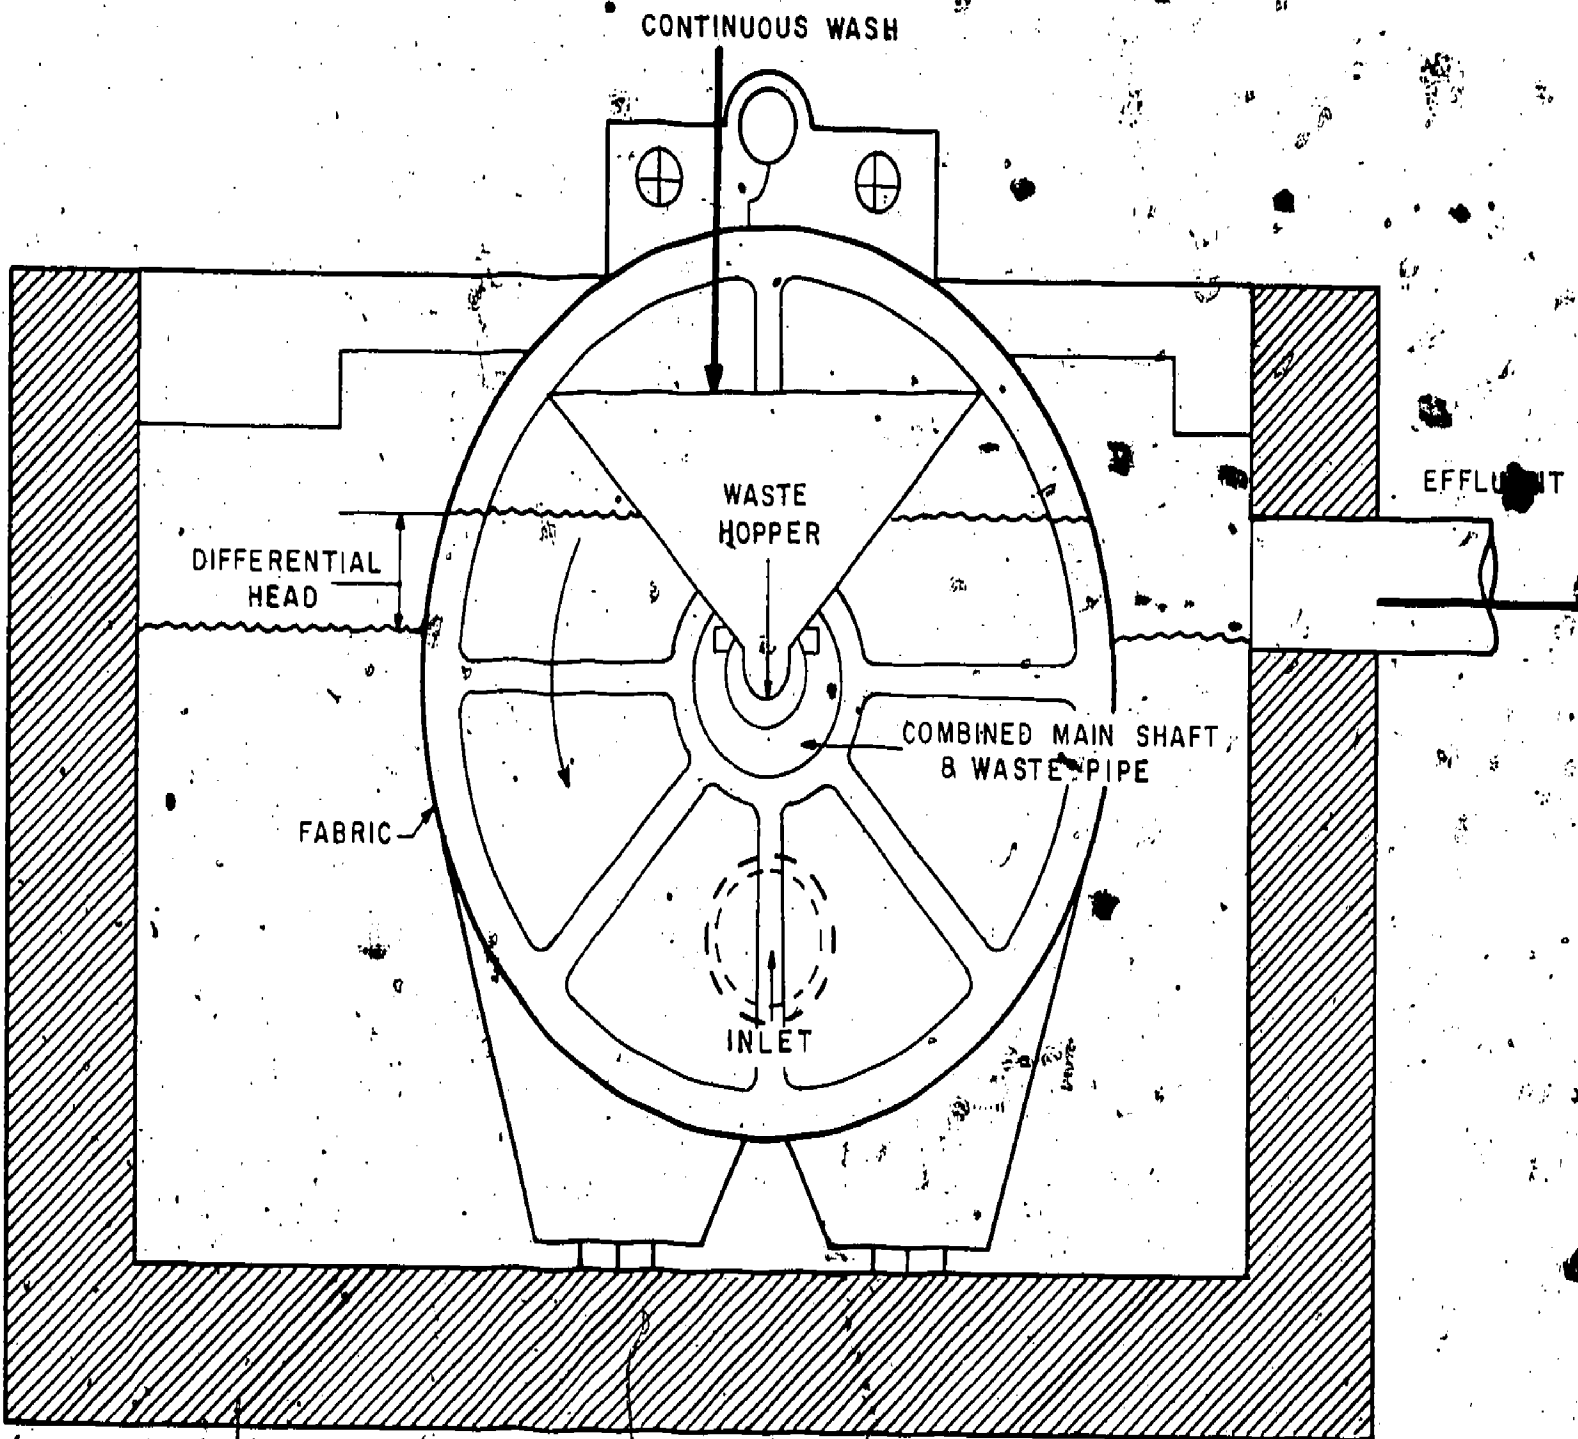 CONTINUOUS WASH
WASTE
HOPPER
DIFFERENTIAL
HEAD
COMBINED MAIN SHAFT
& WASTE PIPE
FABRIC
INLET